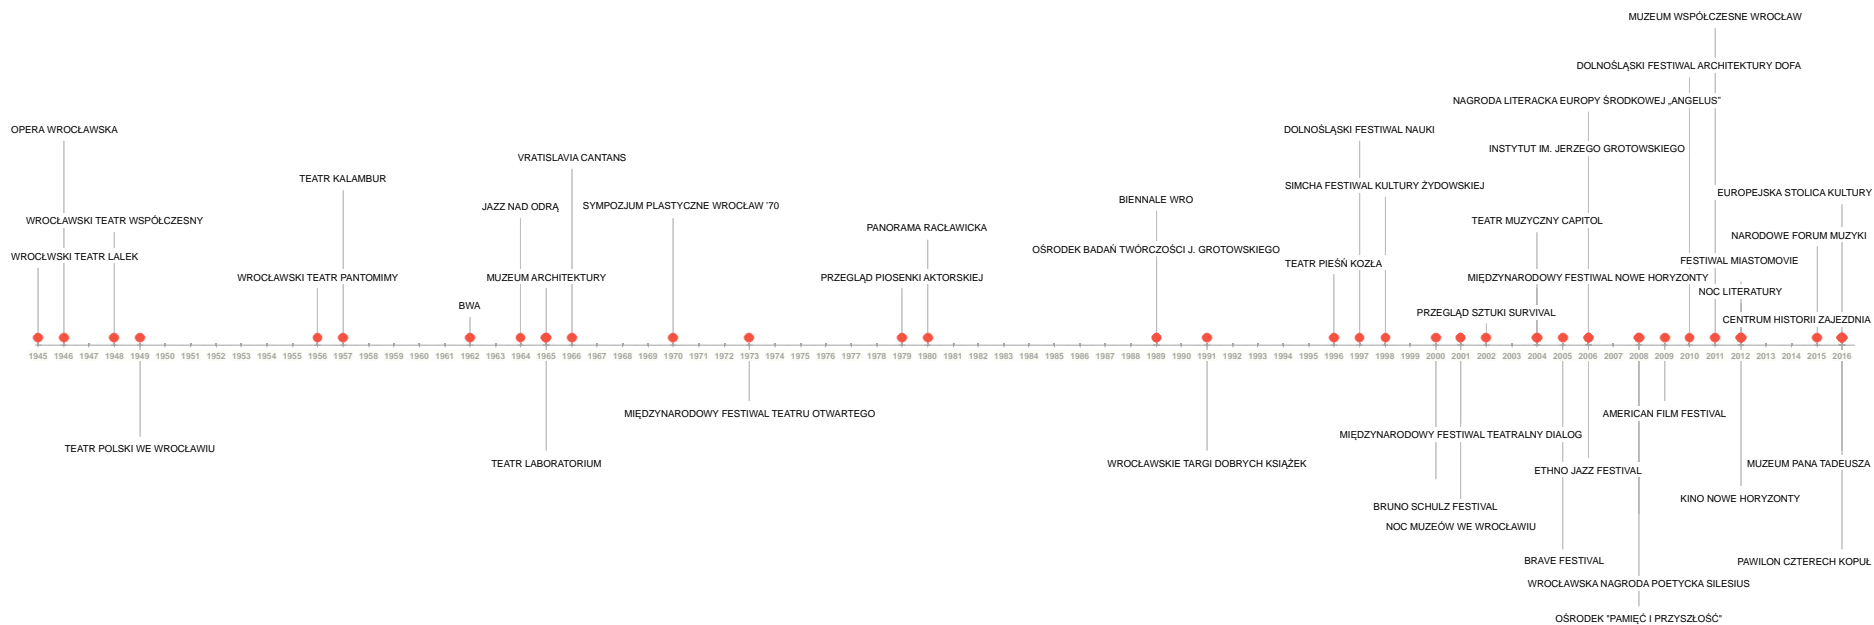 MUZEUM WSPÓŁCZESNE WROCŁAW
DOLNOŚLĄSKI FESTIWAL ARCHITEKTURY DOFA
NAGRODA LITERACKA EUROPY ŚRODKOWEJ „ANGELUS”
OPERA WROCŁAWSKA
DOLNOŚLĄSKI FESTIWAL NAUKI
INSTYTUT IM. JERZEGO GROTOWSKIEGO
VRATISLAVIA CANTANS
TEATR KALAMBUR
SIMCHA FESTIWAL KULTURY ŻYDOWSKIEJ
EUROPEJSKA STOLICA KULTURY
BIENNALE WRO
JAZZ NAD ODRĄ
SYMPOZJUM PLASTYCZNE WROCŁAW '70
WROCŁAWSKI TEATR WSPÓŁCZESNY
TEATR MUZYCZNY CAPITOL
PANORAMA RACŁAWICKA
NARODOWE FORUM MUZYKI
OŚRODEK BADAŃ TWÓRCZOŚCI J. GROTOWSKIEGO
WROCŁWSKI TEATR LALEK
FESTIWAL MIASTOMOVIE
TEATR PIEŚŃ KOZŁA
WROCŁAWSKI TEATR PANTOMIMY
MUZEUM ARCHITEKTURY
PRZEGLĄD PIOSENKI AKTORSKIEJ
MIĘDZYNARODOWY FESTIWAL NOWE HORYZONTY
NOC LITERATURY
BWA
PRZEGLĄD SZTUKI SURVIVAL
CENTRUM HISTORII ZAJEZDNIA
1945 1946 1947 1948 1949 1950 1951 1952 1953 1954 1955 1956 1957 1958 1959 1960 1961 1962 1963 1964 1965 1966 1967 1968 1969 1970 1971 1972 1973 1974 1975 1976 1977 1978 1979 1980 1981 1982 1983 1984 1985 1986 1987 1988 1989 1990 1991 1992 1993 1994 1995 1996 1997 1998 1999 2000 2001 2002 2003 2004 2005 2006 2007 2008 2009 2010 2011 2012 2013 2014 2015 2016
MIĘDZYNARODOWY FESTIWAL TEATRU OTWARTEGO
AMERICAN FILM FESTIVAL
MIĘDZYNARODOWY FESTIWAL TEATRALNY DIALOG
TEATR POLSKI WE WROCŁAWIU
TEATR LABORATORIUM
WROCŁAWSKIE TARGI DOBRYCH KSIĄŻEK
MUZEUM PANA TADEUSZA
ETHNO JAZZ FESTIVAL
KINO NOWE HORYZONTY
BRUNO SCHULZ FESTIVAL
NOC MUZEÓW WE WROCŁAWIU
BRAVE FESTIVAL
PAWILON CZTERECH KOPUŁ
WROCŁAWSKA NAGRODA POETYCKA SILESIUS
OŚRODEK "PAMIĘĆ I PRZYSZŁOŚĆ"